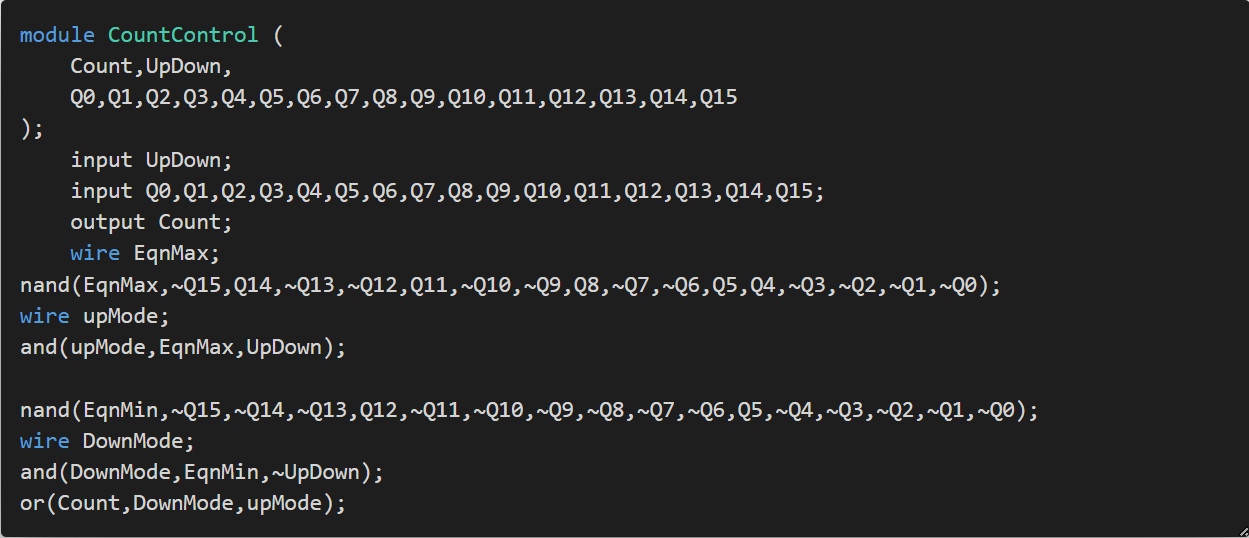 module CountControl (
    Count,UpDown,
    Q0,Q1,Q2,Q3,Q4,Q5,Q6,Q7,Q8,Q9,Q10,Q11,Q12,Q13,Q14,Q15
);
    input UpDown;
    input Q0,Q1,Q2,Q3,Q4,Q5,Q6,Q7,Q8,Q9,Q10,Q11,Q12,Q13,Q14,Q15;
    output Count;
    wire EqnMax;
nand(EqnMax,~Q15,Q14,~Q13,~Q12,Q11,~Q10,~Q9,Q8,~Q7,~Q6,Q5,Q4,~Q3,~Q2,~Q1,~Q0);
wire upMode;
and(upMode,EqnMax,UpDown);

nand(EqnMin,~Q15,~Q14,~Q13,Q12,~Q11,~Q10,~Q9,~Q8,~Q7,~Q6,Q5,~Q4,~Q3,~Q2,~Q1,~Q0);
wire DownMode;
and(DownMode,EqnMin,~UpDown);
or(Count,DownMode,upMode);